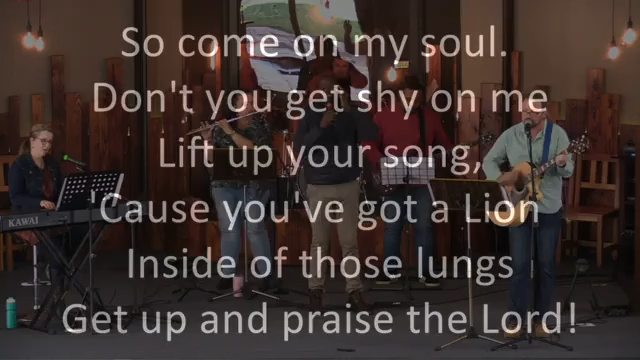 So come on my soul.
Don't you get shy on me
Lift up your song,
'Cause you've got a Lion
Inside of those lungs
Get up and praise the Lord!
KAWAI